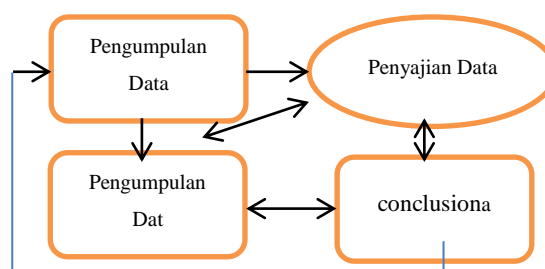 Pengumpulan
Data
Penyajian Data
Pengumpulan
Dat
conclusiona